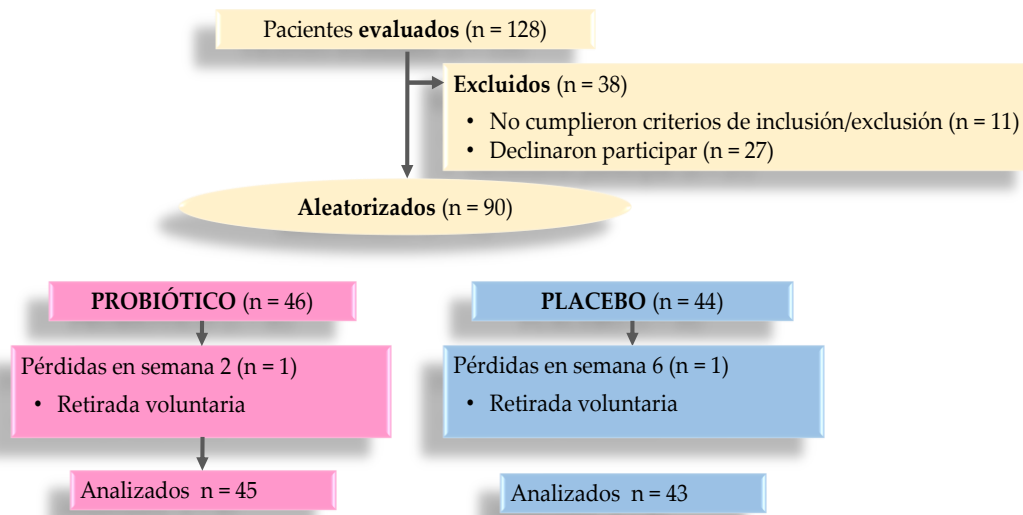 Pacientes evaluados (n = 128)
Excluidos (n = 38)
• No cumplieron criterios de inclusión/exclusión (n = 11)
• Declinaron participar (n = 27)
Aleatorizados (n = 90)
PROBIÓTICO (n = 46)
Pérdidas en semana 2 (n = 1)
• Retirada voluntaria
Analizados n = 45
PLACEBO (n = 44)
Pérdidas en semana 6 (n = 1)
• Retirada voluntaria
Analizados n = 43